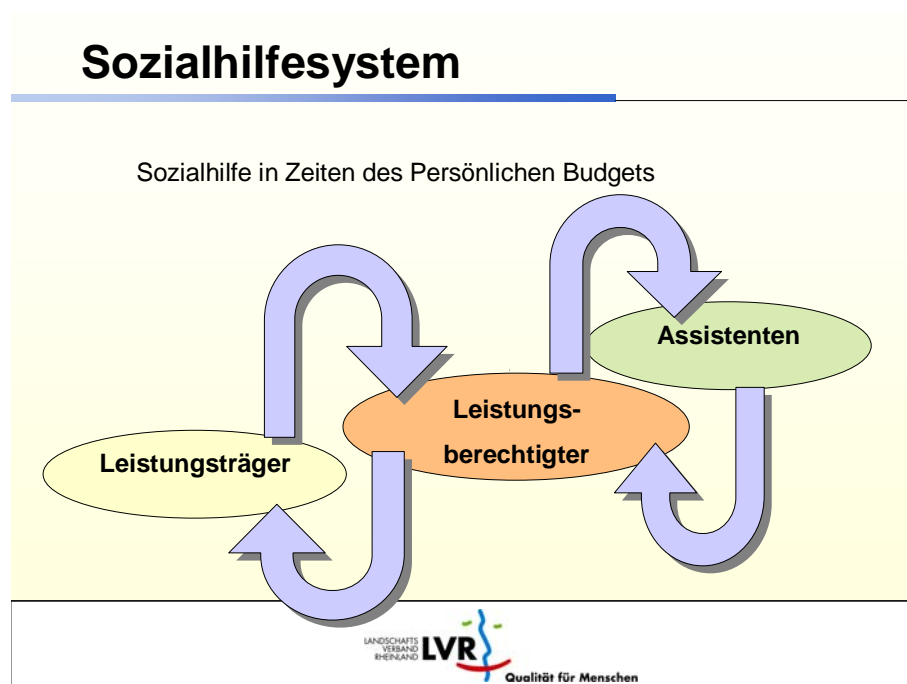 Sozialhilfesystem
Sozialhilfe in Zeiten des Persönlichen Budgets
Assistenten
Leistungs-
berechtigter
Leistungsträger
LANDSCHAFTS
VERBAND
RHEINLAND
LVR
Qualität für Menschen